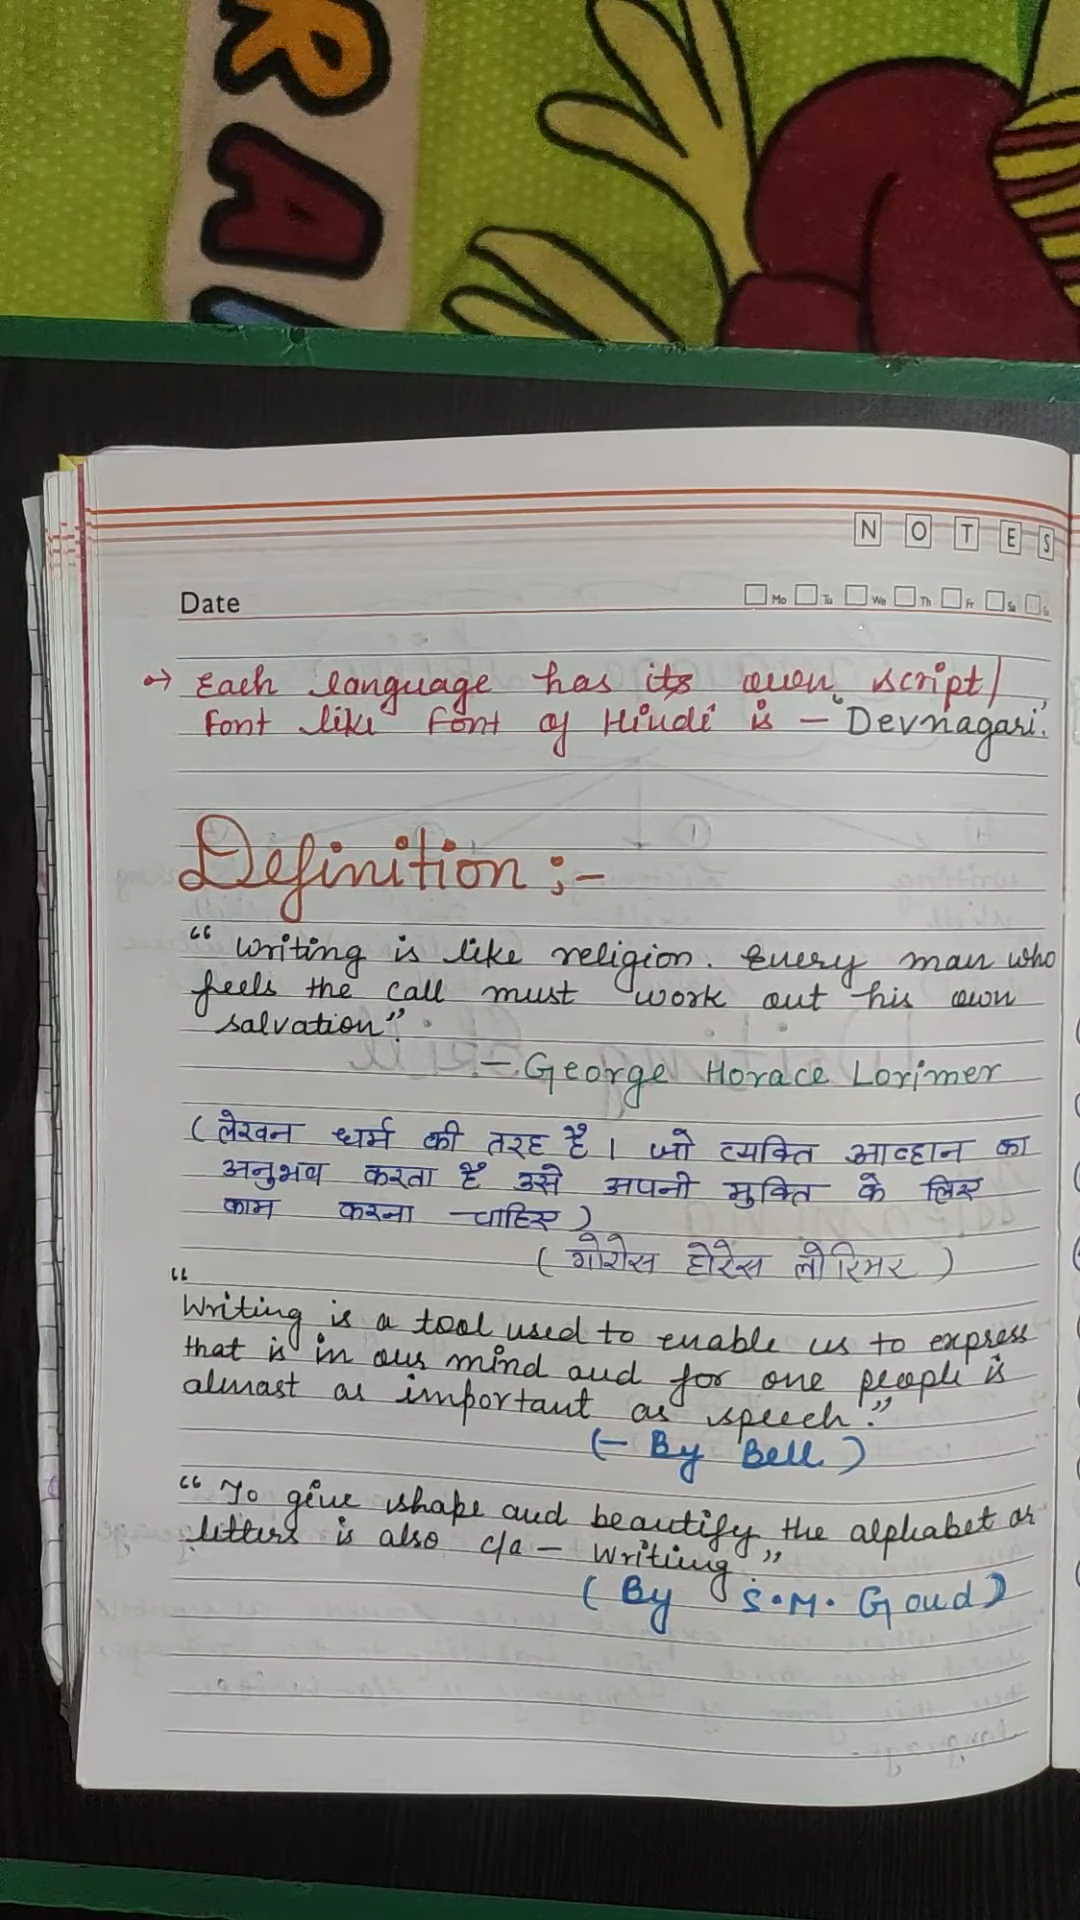 RA
NOTES
Date Mo Tu We Th Fr Sa Su
→ Each language has its own script/
Font like Font of Hindi is – "Devnagari".
Definition ;-
“ Writing is like religion. Every man who
feels the call must work out his own
salvation”.
– George Horace Lorimer
( लेखन धर्म की तरह है । जो व्यक्ति आव्हान का
अनुभव करता है उसे अपनी मुक्ति के लिए
काम करना चाहिए )
( गोरोस होरेस लोरिमर )
“
Writing is a tool used to enable us to express
that is in our mind and for one people is
almost as important as speech.”
(– By Bell )
“ To give shape and beautify the alphabet or
letters is also c/a – Writing.”
( By S.M. Goud )